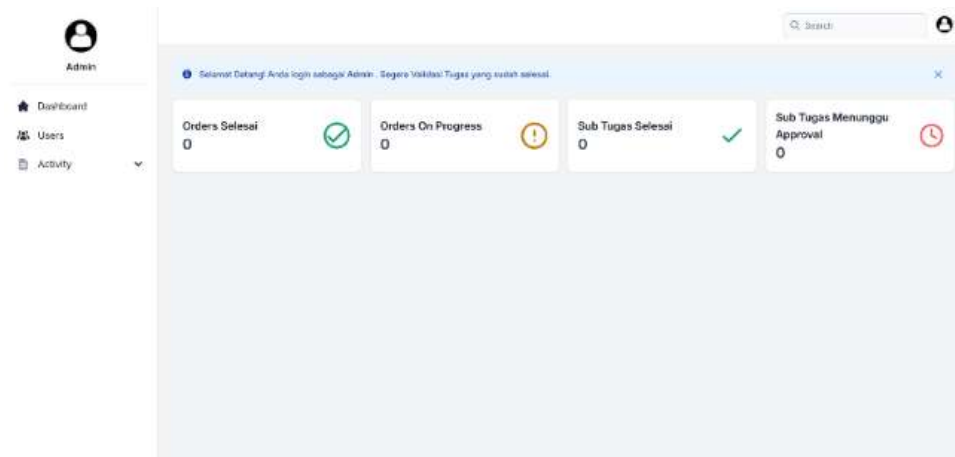 Admin
Dashboard
Users
Activity
Search
Selamat Datang! Anda login sebagai Admin. Segera Validasi Tugas yang sudah selesai.
Orders Selesai
0
Orders On Progress
0
Sub Tugas Selesai
0
Sub Tugas Menunggu
Approval
0